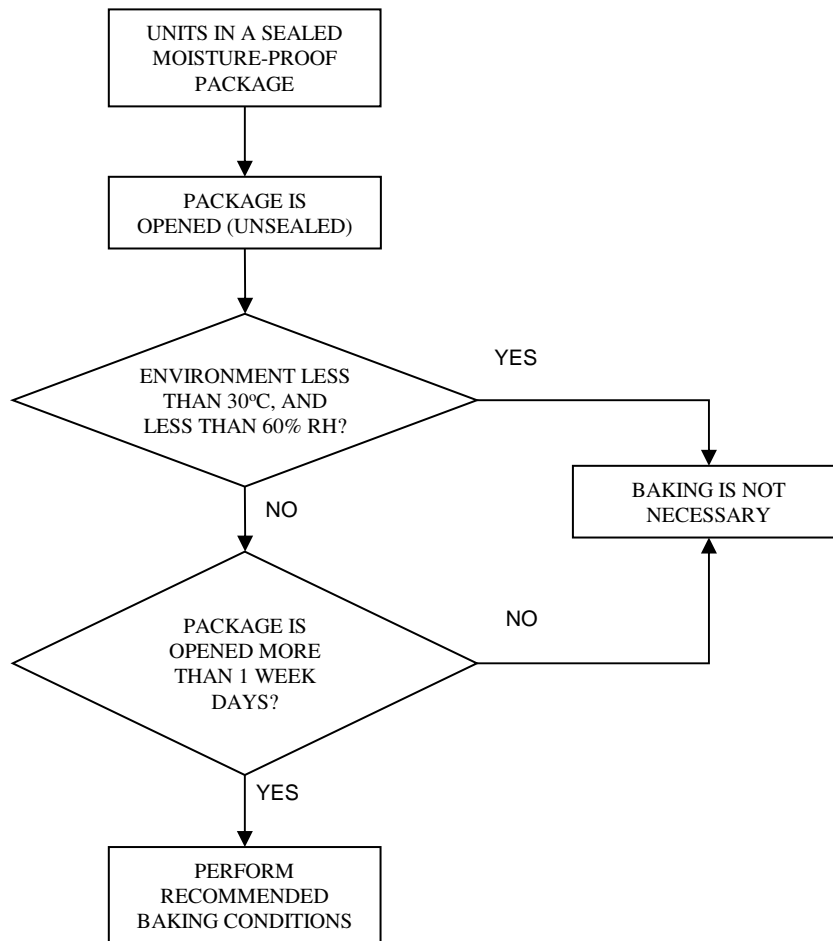 UNITS IN A SEALED
MOISTURE-PROOF
PACKAGE
PACKAGE IS
OPENED (UNSEALED)
ENVIRONMENT LESS
THAN 30ºC, AND
LESS THAN 60% RH?
YES
BAKING IS NOT
NECESSARY
NO
PACKAGE IS
OPENED MORE
THAN 1 WEEK
DAYS?
NO
YES
PERFORM
RECOMMENDED
BAKING CONDITIONS